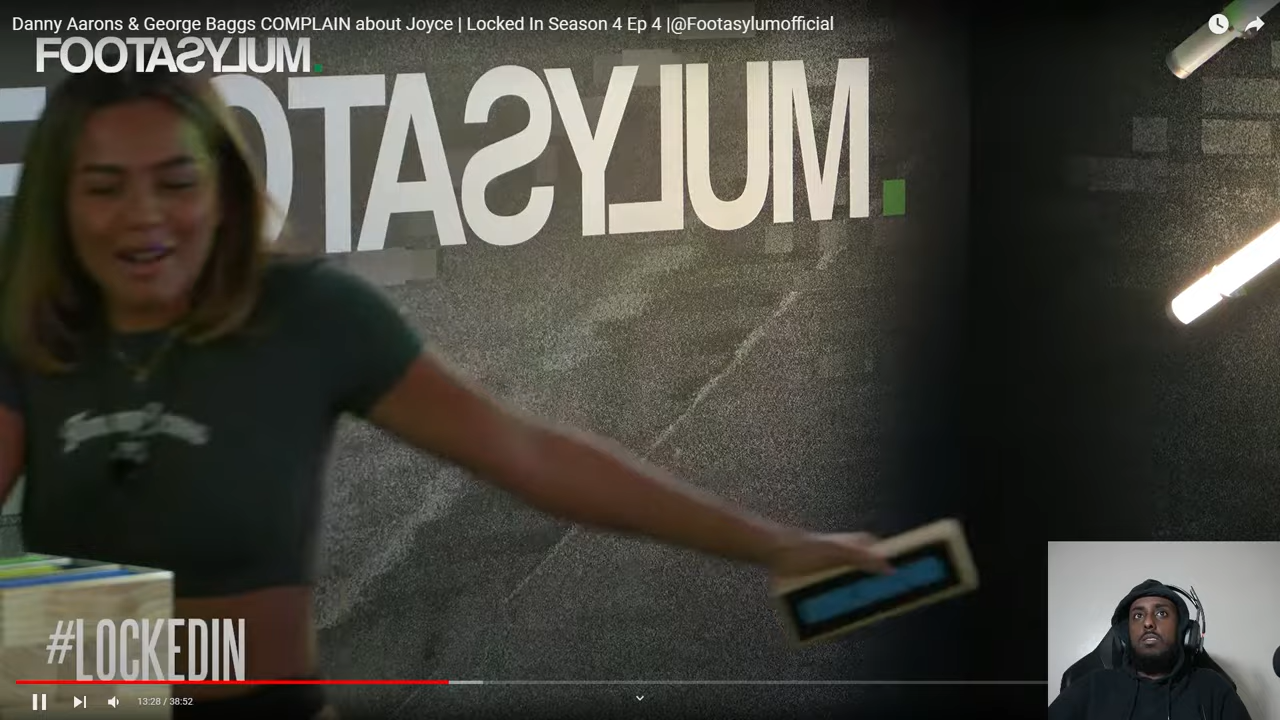 Danny Aarons & George Baggs COMPLAIN about Joyce | Locked In Season 4 Ep 4 |@Footasylumofficial
FOOTASYLUM.
FOOTASYLUM.
#LOCKEDIN
13:28 / 38:52